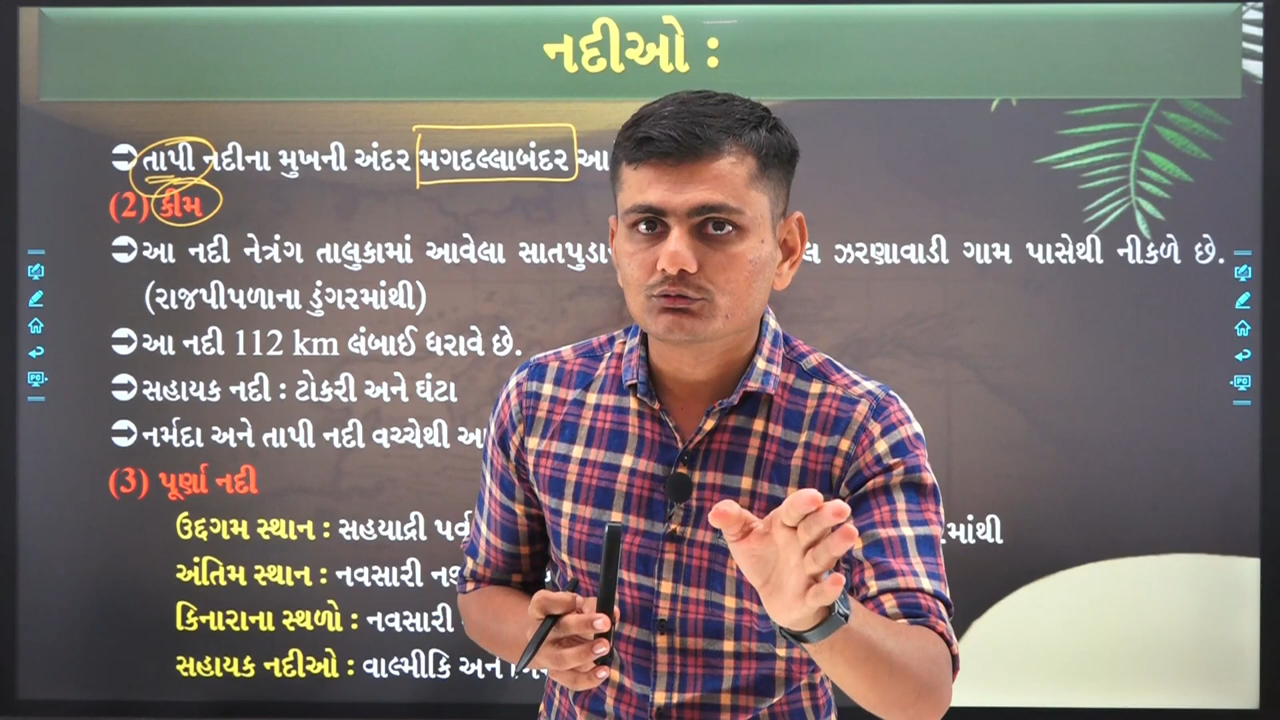 નદીઓ :
➲ તાપી નદીના મુખની અંદર મગદલ્લાબંદર
(2) કીમ
➲ આ નદી નેત્રંગ તાલુકામાં આવેલા ઝરણાવાડી ગામ પાસેથી નીકળે છે.
(રાજપીપળાના ડુંગરમાંથી)
➲ આ નદી 112 km લંબાઈ ધરાવે છે.
➲ સહાયક નદી : ટોકરી અને ઘંટા
➲ નર્મદા અને તાપી નદી વચ્ચેથી
(3) પૂર્ણા નદી
ઉદ્દગમ સ્થાન : સહયાદ્રી
અંતિમ સ્થાન : નવસારી
કિનારાના સ્થળો : નવસારી
સહાયક નદીઓ : વાલ્મીકિ અને